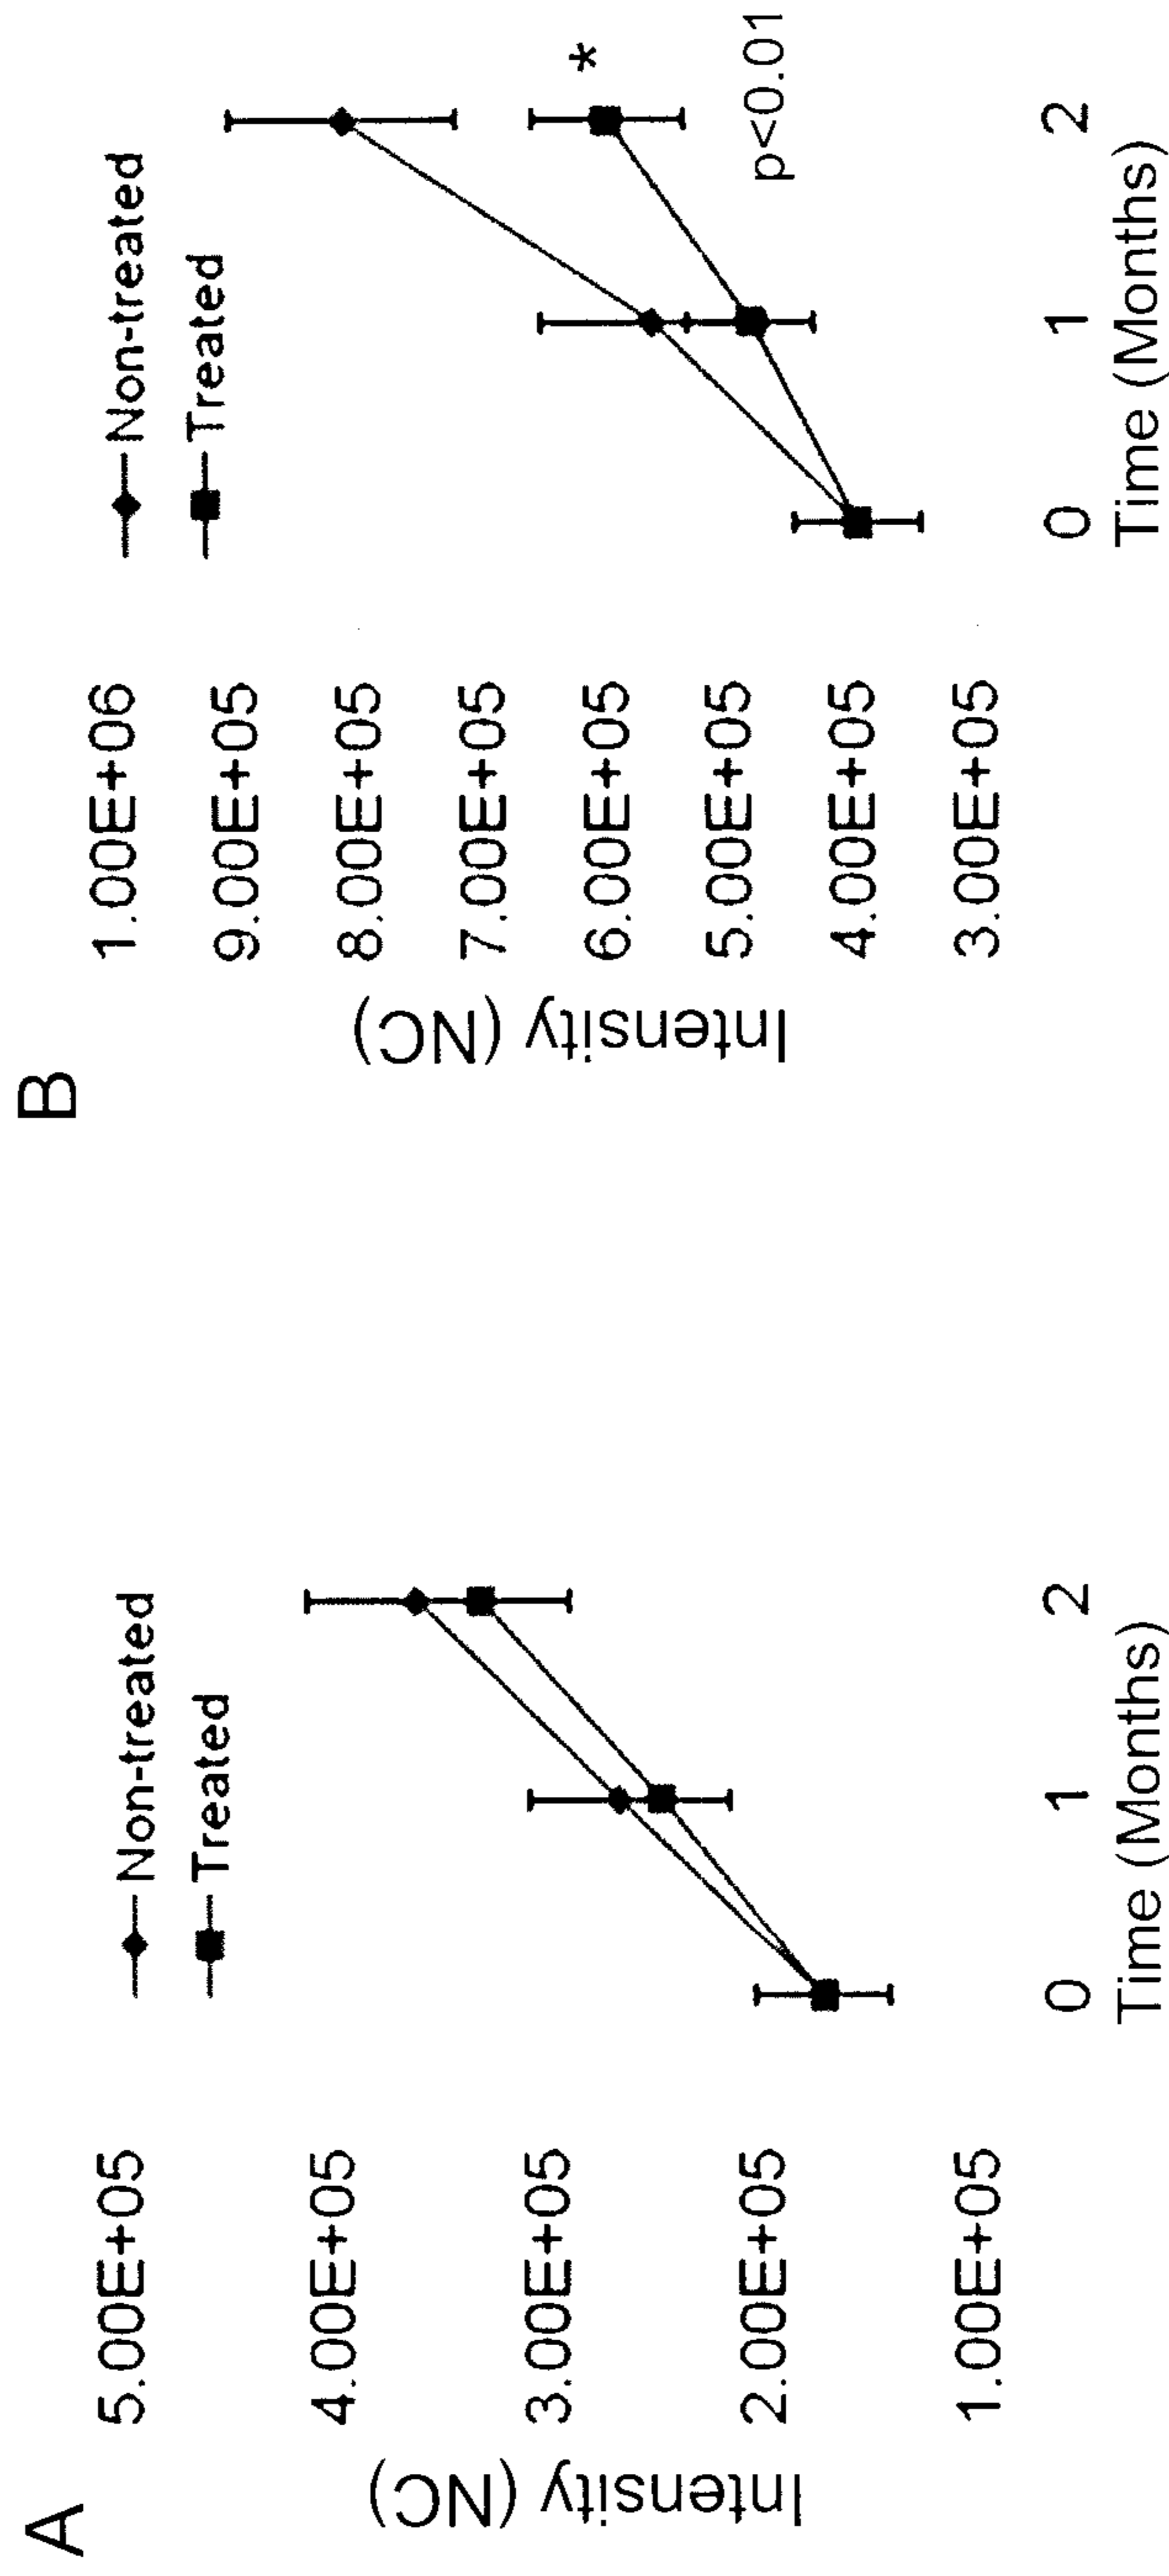 A
Intensity (NC)
5.00E+05
4.00E+05
3.00E+05
2.00E+05
1.00E+05
Non-treated
Treated
0 1 2
Time (Months)
B
Intensity (NC)
1.00E+06
9.00E+05
8.00E+05
7.00E+05
6.00E+05
5.00E+05
4.00E+05
3.00E+05
Non-treated
Treated
*
p<0.01
0 1 2
Time (Months)